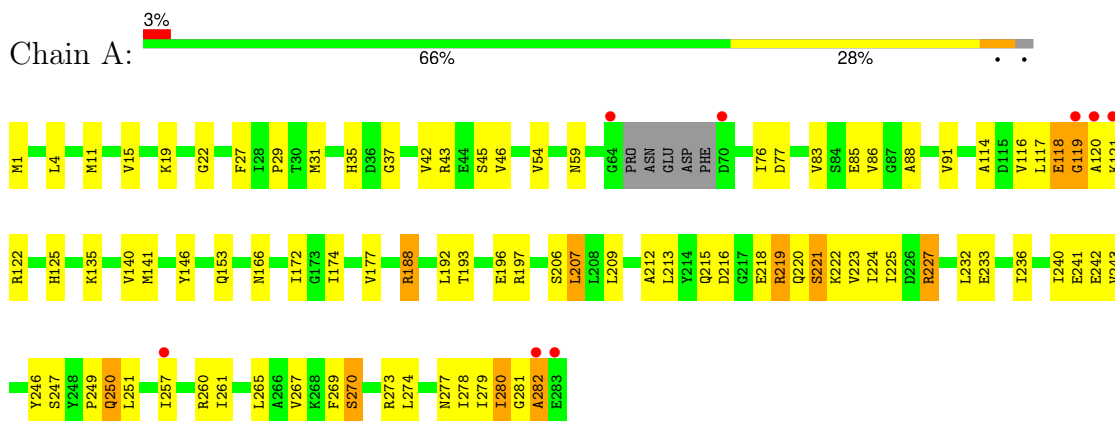 3%
Chain A:
66% 28% • •
M1 L4 M11 V15 K19 G22 F27 I28 P29 T30 M31 H35 D36 G37 V42 R43 E44 S45 V46 V54 N59 G64 PRO ASN GLU ASP PHE D70 I76 D77 V83 S84 E85 V86 G87 A88 V91 A114 D115 V116 L117 E118 G119 A120 K121
R122 H125 K135 V140 M141 Y146 Q153 N166 I172 G173 I174 V177 R188 L192 T193 E196 R197 S206 L207 L208 L209 A212 L213 Y214 Q215 D216 G217 E218 R219 Q220 S221 K222 V223 I224 I225 D226 R227 L232 E233 I236 I240 E241 E242 V243
Y246 S247 Y248 P249 Q250 L251 I257 R260 I261 L265 A266 V267 K268 F269 S270 R273 L274 N277 I278 I279 I280 G281 A282 E283